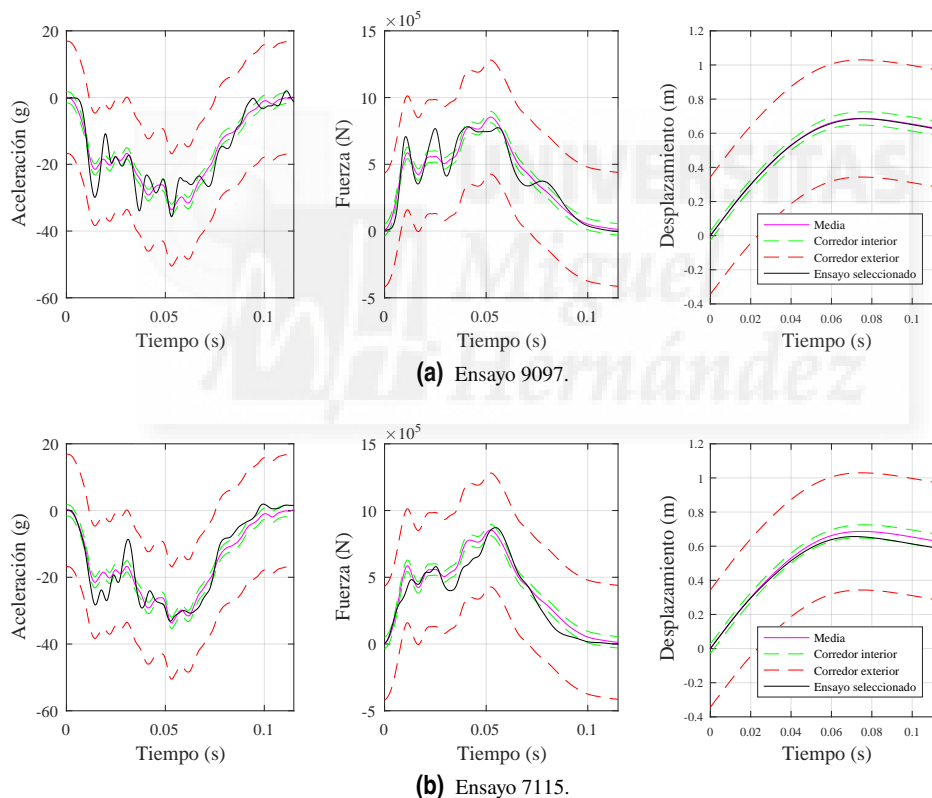 20
0
-20
-40
-60
0
0.05
0.1
Aceleración (g)
Tiempo (s)
×10⁵
15
10
5
0
-5
0
0.05
0.1
Fuerza (N)
Tiempo (s)
1.2
1
0.8
0.6
0.4
0.2
0
-0.2
-0.4
0
0.02
0.04
0.06
0.08
0.1
Desplazamiento (m)
Tiempo (s)
Media
Corredor interior
Corredor exterior
Ensayo seleccionado
Miguel
Hernández
(a) Ensayo 9097.
20
0
-20
-40
-60
0
0.05
0.1
Aceleración (g)
Tiempo (s)
×10⁵
15
10
5
0
-5
0
0.05
0.1
Fuerza (N)
Tiempo (s)
1.2
1
0.8
0.6
0.4
0.2
0
-0.2
-0.4
0
0.02
0.04
0.06
0.08
0.1
Desplazamiento (m)
Tiempo (s)
Media
Corredor interior
Corredor exterior
Ensayo seleccionado
(b) Ensayo 7115.